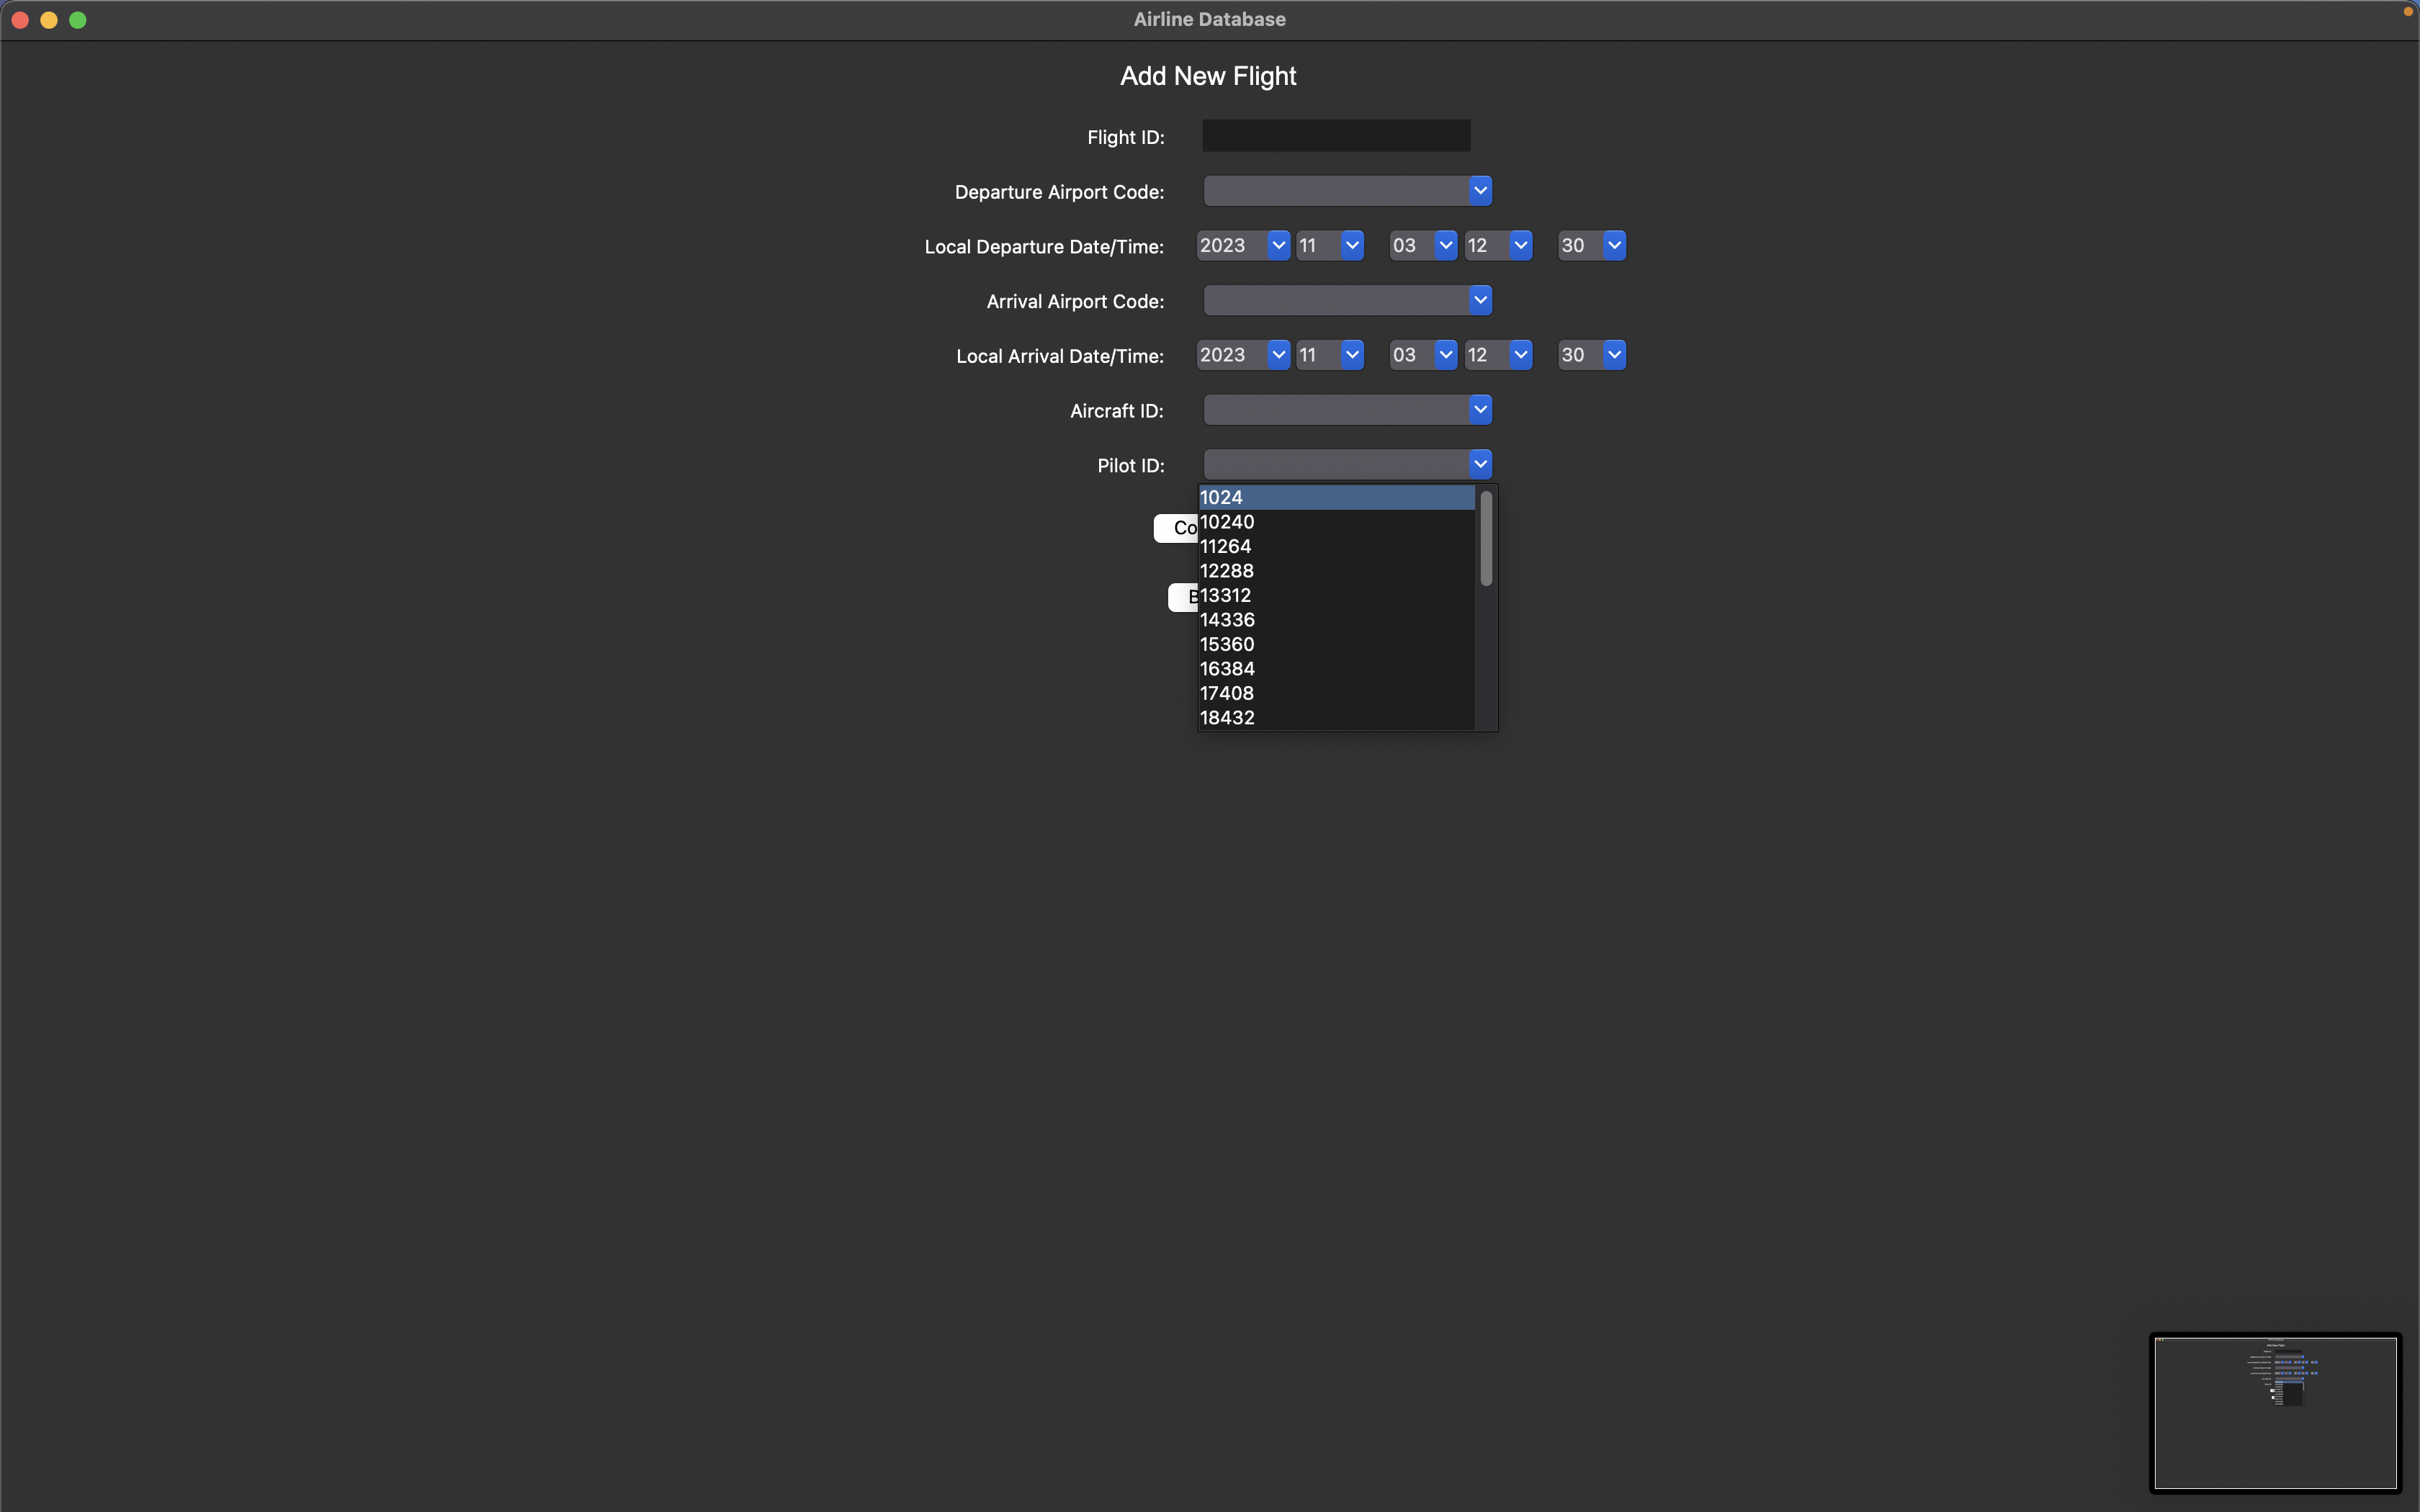 Airline Database
Add New Flight
Flight ID:
Departure Airport Code:
Local Departure Date/Time: 2023 11 03 12 30
Arrival Airport Code:
Local Arrival Date/Time: 2023 11 03 12 30
Aircraft ID:
Pilot ID:
1024
Co
10240
11264
12288
B
13312
14336
15360
16384
17408
18432